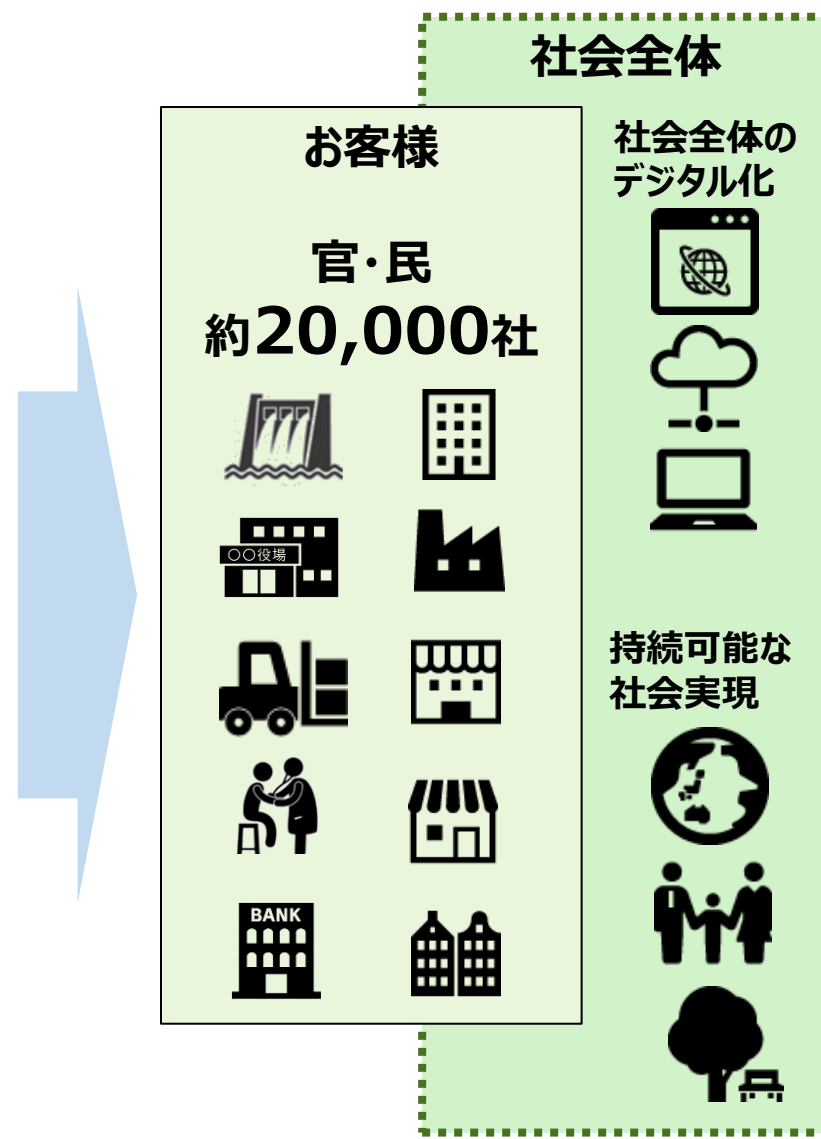 社会全体
お客様
官・民
約20,000社
〇〇役場
BANK
社会全体の
デジタル化
持続可能な
社会実現